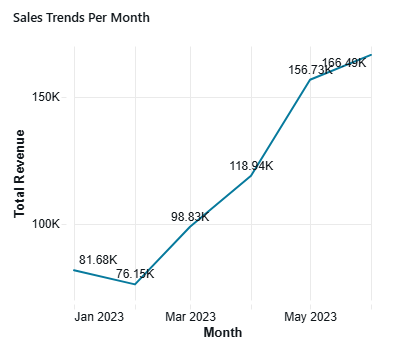 Sales Trends Per Month
166.49K
156.73K
150K
118.94K
98.83K
100K
81.68K
76.15K
Total Revenue
Jan 2023
Mar 2023
May 2023
Month